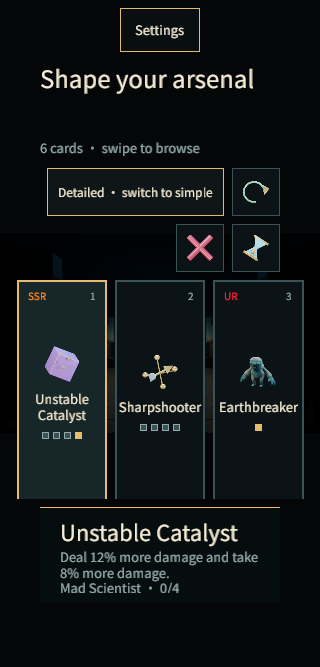 Settings
Shape your arsenal
6 cards • swipe to browse
Detailed • switch to simple
SSR 1
2
UR 3
Unstable
Catalyst
Sharpshooter
Earthbreaker
Unstable Catalyst
Deal 12% more damage and take
8% more damage.
Mad Scientist • 0/4